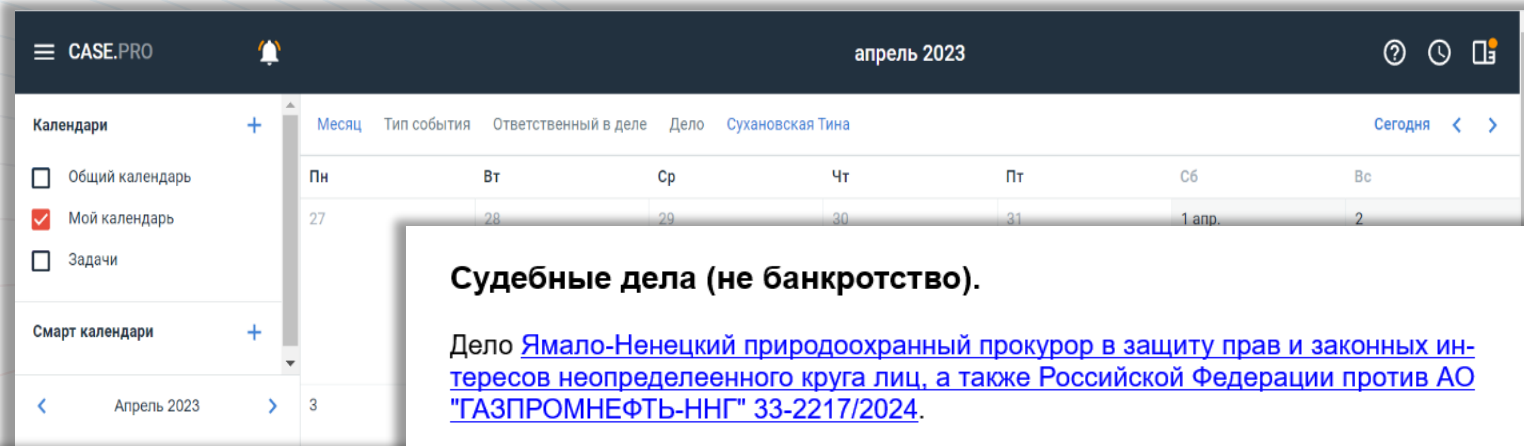 CASE.PRO
апрель 2023
Календари +
Месяц Тип события Ответственный в деле Дело Сухановская Тина
Сегодня < >
Общий календарь
Мой календарь
Задачи
Пн Вт Ср Чт Пт Сб Вс
27 28 29 30 31 1 апр. 2
Смарт календари +
< Апрель 2023 >
3
Судебные дела (не банкротство).
Дело Ямало-Ненецкий природоохранный прокурор в защиту прав и законных ин-
тересов неопределеенного круга лиц, а также Российской Федерации против АО
"ГАЗПРОМНЕФТЬ-ННГ" 33-2217/2024.